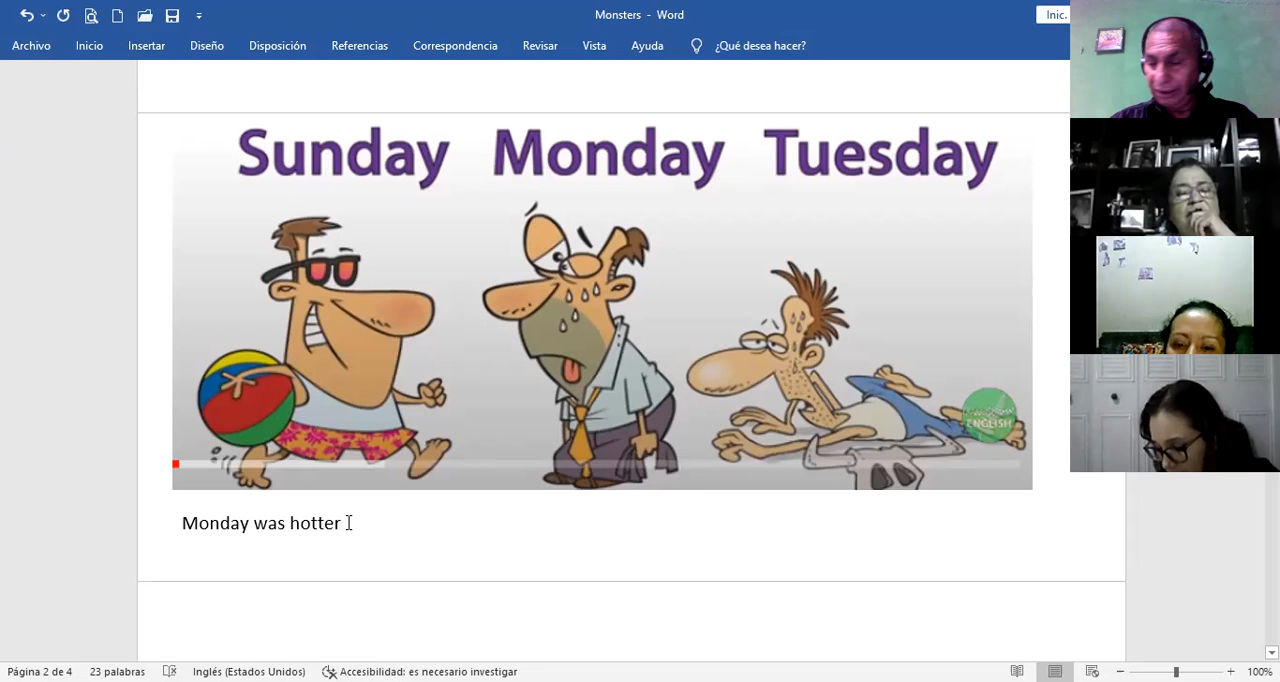 Monsters - Word
Inic.
Archivo Inicio Insertar Diseño Disposición Referencias Correspondencia Revisar Vista Ayuda ¿Qué desea hacer?
Sunday Monday Tuesday
ENGLISH
Monday was hotter
Página 2 de 4 23 palabras Inglés (Estados Unidos) Accesibilidad: es necesario investigar 100%